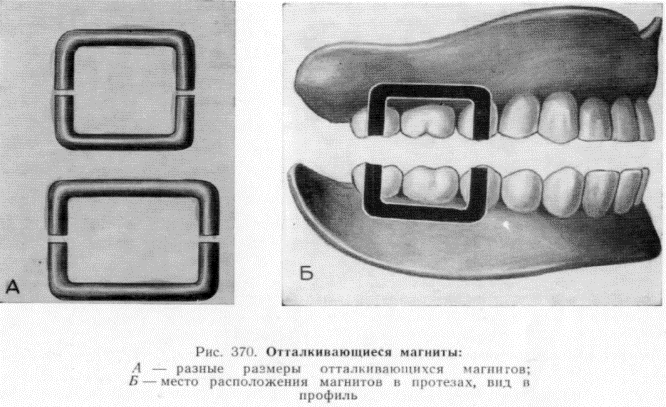 А
Б
Рис. 370. Отталкивающиеся магниты:
А — разные размеры отталкивающихся магнитов;
Б — место расположения магнитов в протезах, вид в
профиль